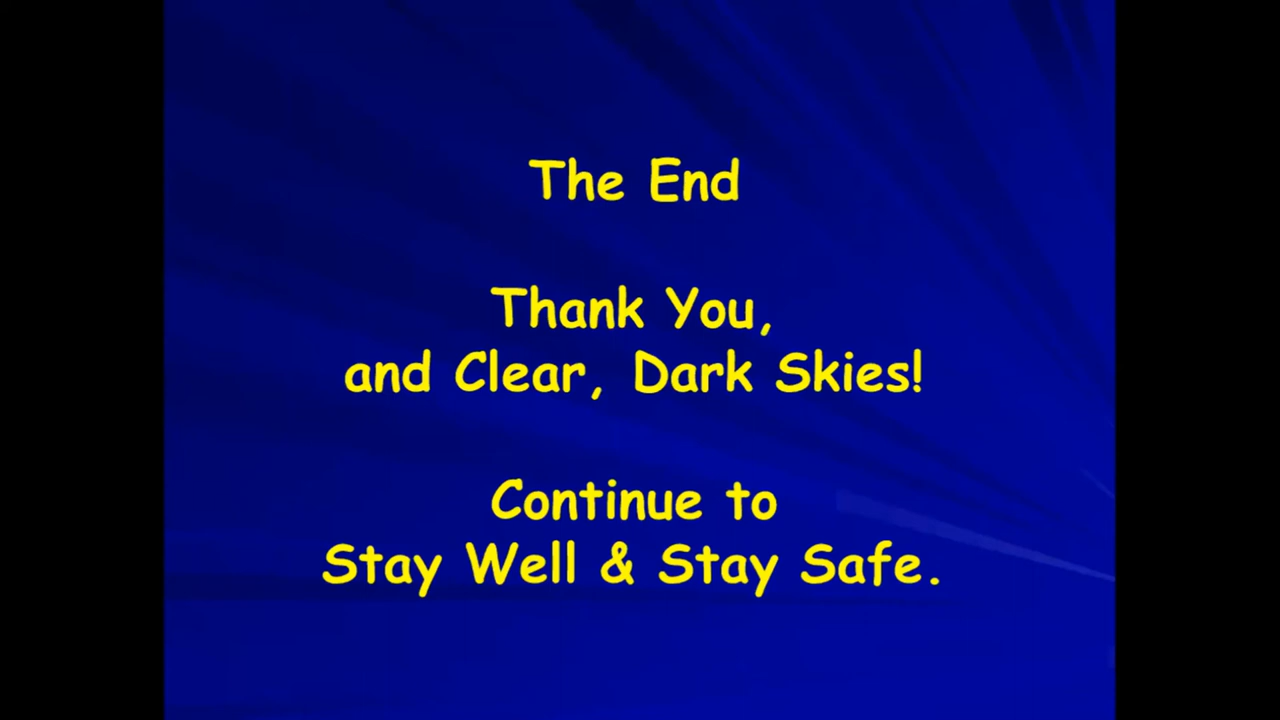 The End
Thank You,
and Clear, Dark Skies!
Continue to
Stay Well & Stay Safe.